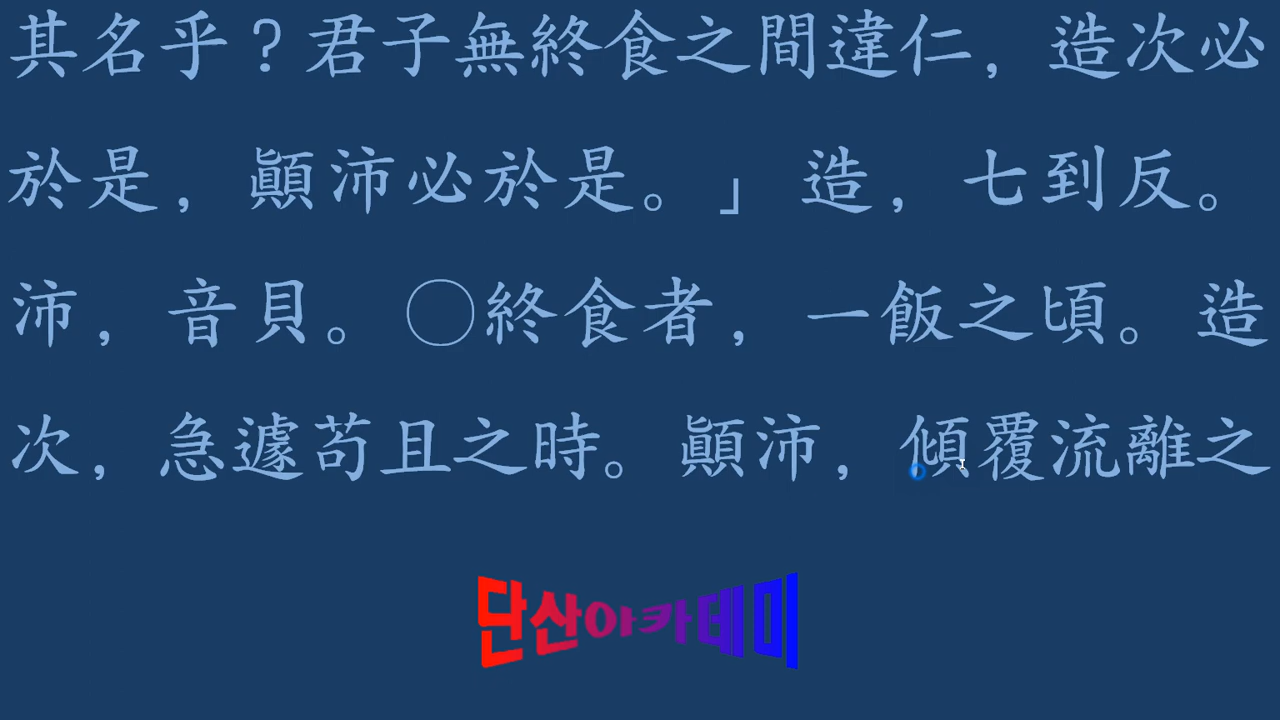 其名乎？君子無終食之間違仁，造次必
於是，顚沛必於是。」造，七到反。
沛，音貝。○終食者，一飯之頃。造
次，急遽苟且之時。顚沛，傾覆流離之
단산아카데미